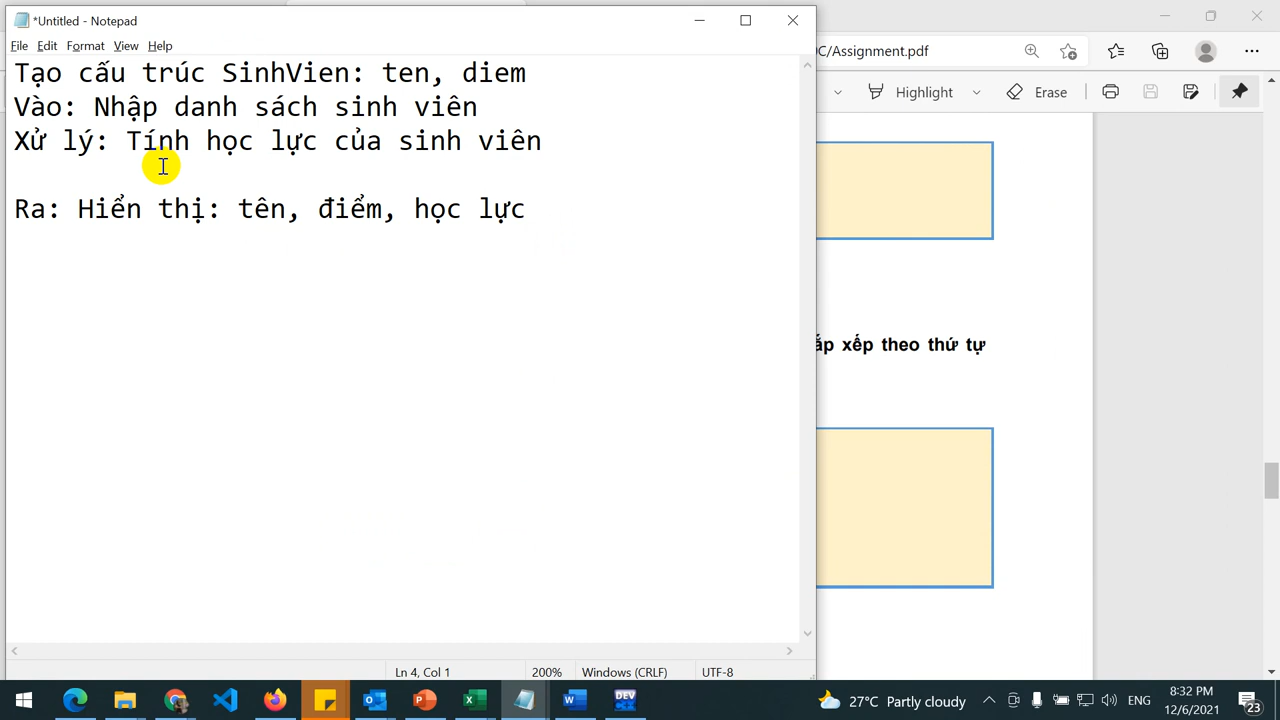 *Untitled - Notepad
File Edit Format View Help
Tạo cấu trúc SinhVien: ten, diem
Vào: Nhập danh sách sinh viên
Xử lý: Tính học lực của sinh viên
Ra: Hiển thị: tên, điểm, học lực
Ln 4, Col 1
200%
Windows (CRLF)
UTF-8
C/Assignment.pdf
Highlight
Erase
ắp xếp theo thứ tự
DEV
27°C Partly cloudy
ENG
8:32 PM
12/6/2021
23